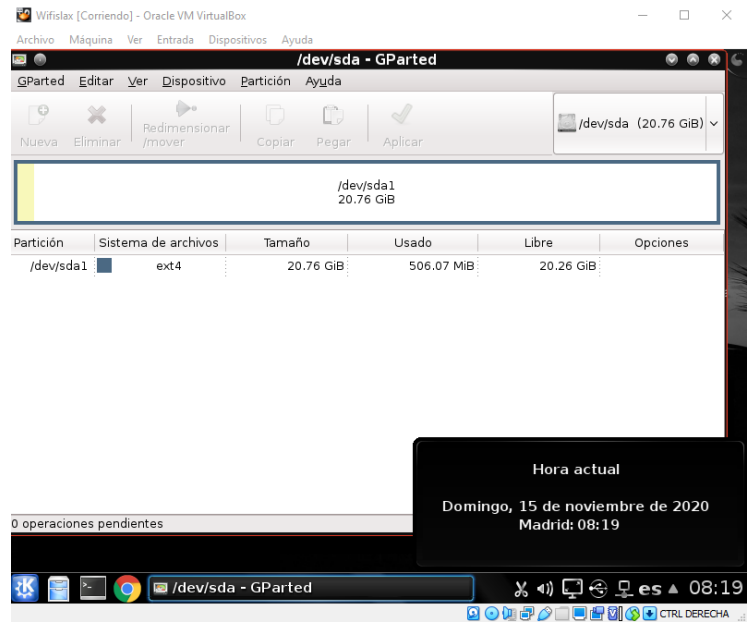 Wifislax [Corriendo] - Oracle VM VirtualBox
Archivo Máquina Ver Entrada Dispositivos Ayuda
/dev/sda - GParted
GParted Editar Ver Dispositivo Partición Ayuda
Nueva Eliminar Redimensionar /mover Copiar Pegar Aplicar
/dev/sda (20.76 GiB)
/dev/sda1
20.76 GiB
Partición Sistema de archivos Tamaño Usado Libre Opciones
/dev/sda1 ext4 20.76 GiB 506.07 MiB 20.26 GiB
Hora actual
Domingo, 15 de noviembre de 2020
Madrid: 08:19
0 operaciones pendientes
/dev/sda - GParted es 08:19
CTRL DERECHA